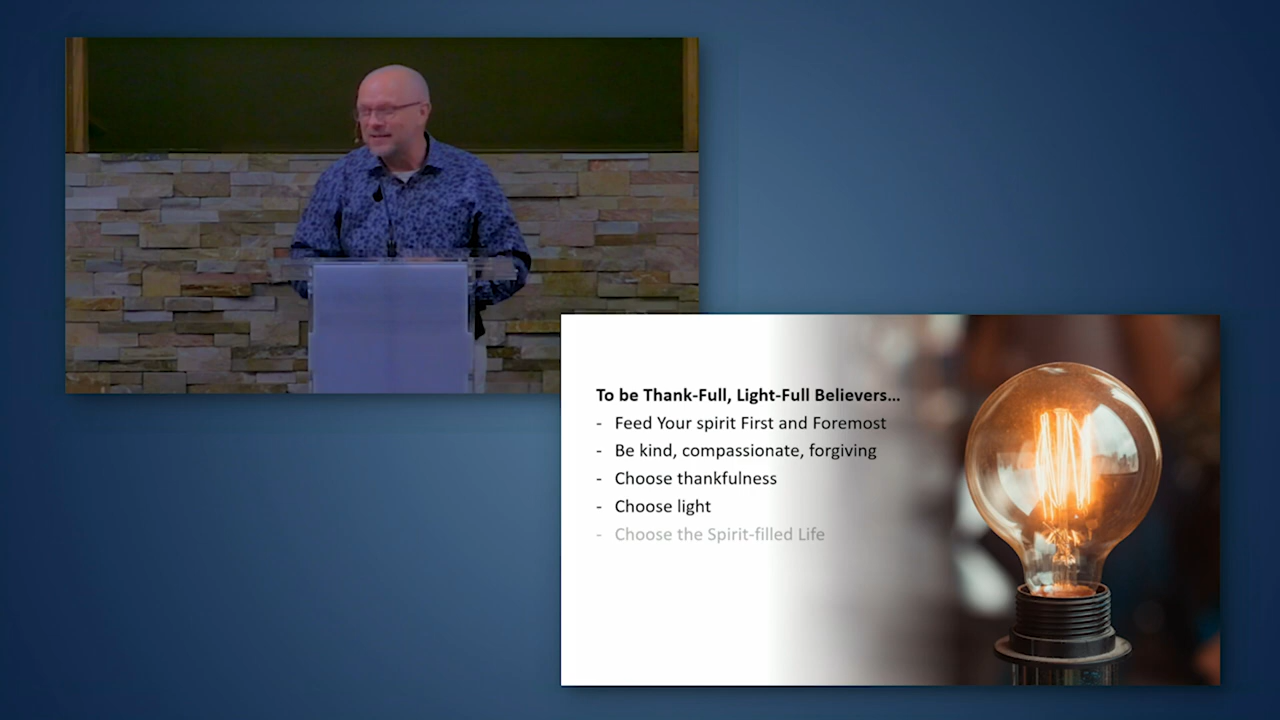 To be Thank-Full, Light-Full Believers...
- Feed Your spirit First and Foremost
- Be kind, compassionate, forgiving
- Choose thankfulness
- Choose light
- Choose the Spirit-filled Life